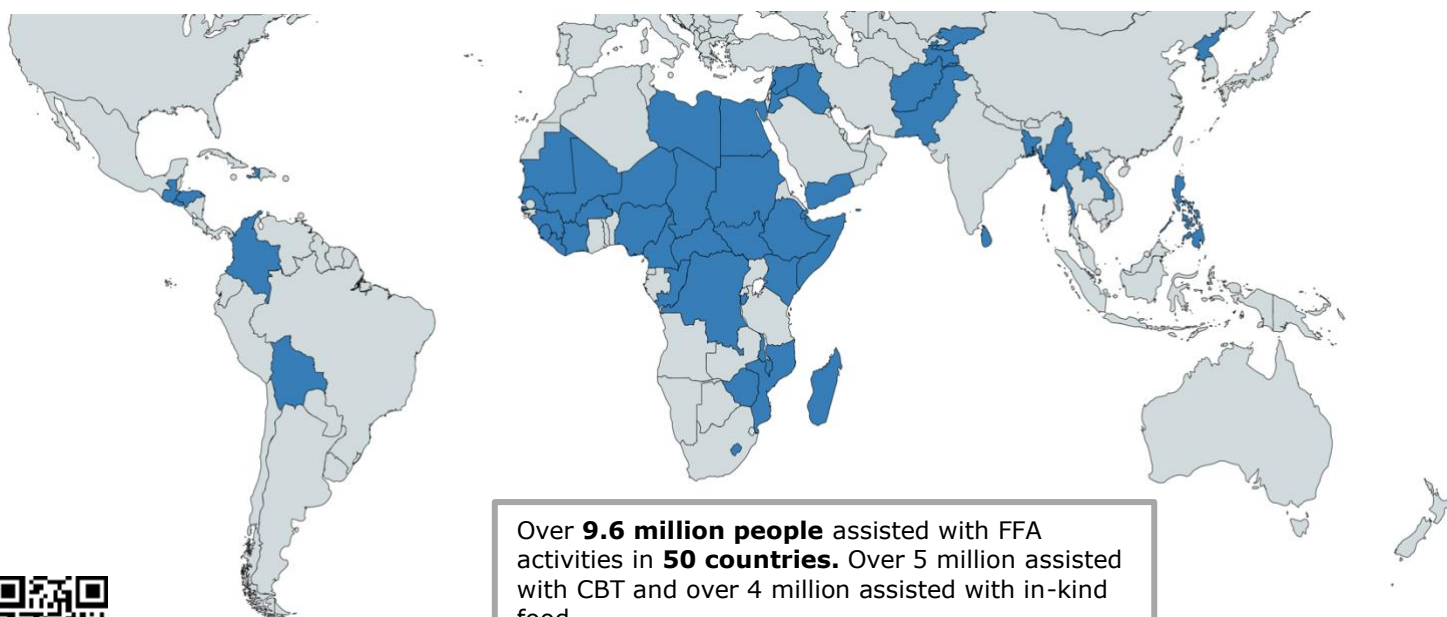 Over 9.6 million people assisted with FFA
activities in 50 countries. Over 5 million assisted
with CBT and over 4 million assisted with in-kind